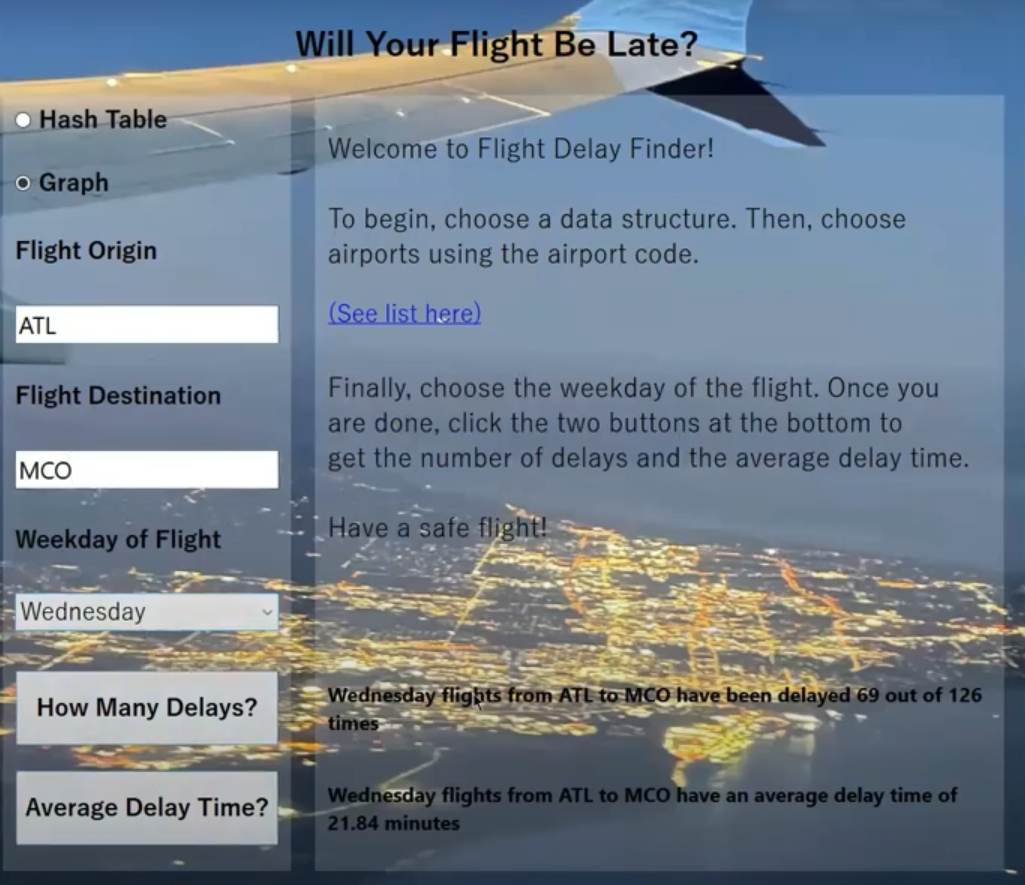 Will Your Flight Be Late?
Hash Table
Graph
Flight Origin
ATL
Flight Destination
MCO
Weekday of Flight
Wednesday
How Many Delays?
Average Delay Time?
Welcome to Flight Delay Finder!
To begin, choose a data structure. Then, choose
airports using the airport code.
(See list here)
Finally, choose the weekday of the flight. Once you
are done, click the two buttons at the bottom to
get the number of delays and the average delay time.
Have a safe flight!
Wednesday flights from ATL to MCO have been delayed 69 out of 126
times
Wednesday flights from ATL to MCO have an average delay time of
21.84 minutes